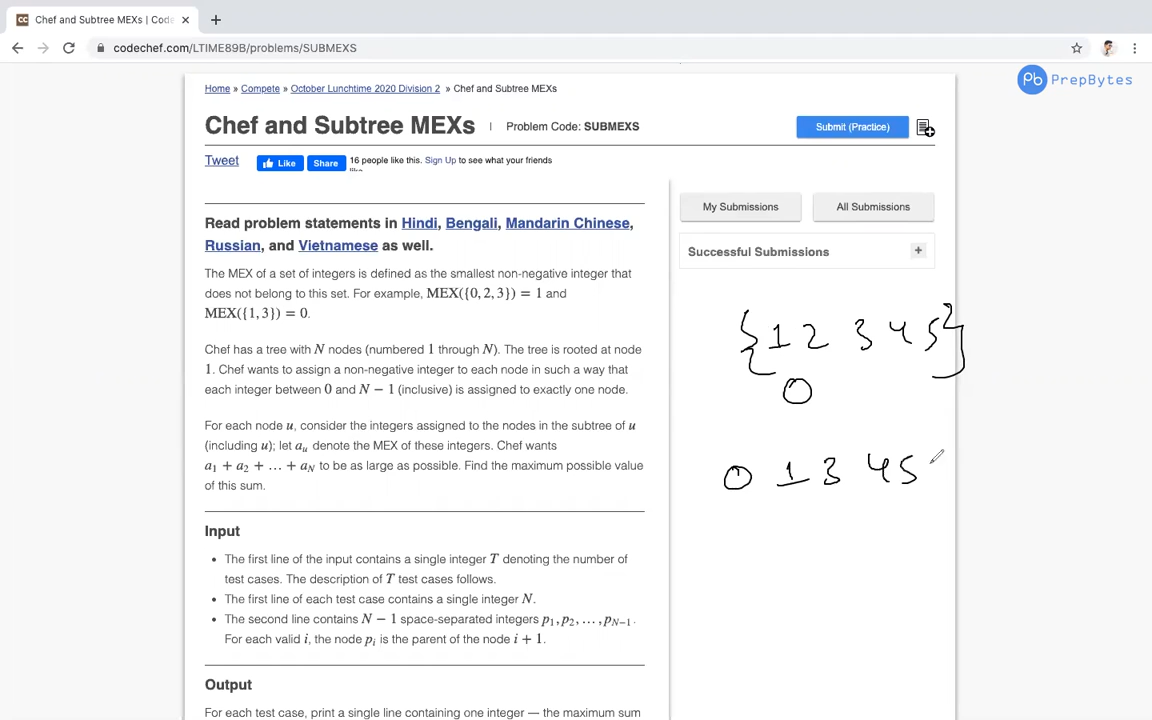 Chef and Subtree MEXs | Code
codechef.com/LTIME89B/problems/SUBMEXS
Pb PrepBytes
Home » Compete » October Lunchtime 2020 Division 2 » Chef and Subtree MEXs
Chef and Subtree MEXs | Problem Code: SUBMEXS
Submit (Practice)
Tweet Like Share 16 people like this. Sign Up to see what your friends
like.
My Submissions All Submissions
Successful Submissions +
Read problem statements in Hindi, Bengali, Mandarin Chinese,
Russian, and Vietnamese as well.
The MEX of a set of integers is defined as the smallest non-negative integer that
does not belong to this set. For example, MEX({0, 2, 3}) = 1 and
MEX({1, 3}) = 0.
Chef has a tree with N nodes (numbered 1 through N). The tree is rooted at node
1. Chef wants to assign a non-negative integer to each node in such a way that
each integer between 0 and N − 1 (inclusive) is assigned to exactly one node.
For each node u, consider the integers assigned to the nodes in the subtree of u
(including u); let a_u denote the MEX of these integers. Chef wants
a_1 + a_2 + … + a_N to be as large as possible. Find the maximum possible value
of this sum.
Input
• The first line of the input contains a single integer T denoting the number of
test cases. The description of T test cases follows.
• The first line of each test case contains a single integer N.
• The second line contains N − 1 space-separated integers p_1, p_2, …, p_{N−1}.
For each valid i, the node p_i is the parent of the node i + 1.
Output
For each test case, print a single line containing one integer — the maximum sum
{1 2 3 4 5}
0
0 1 3 4 5